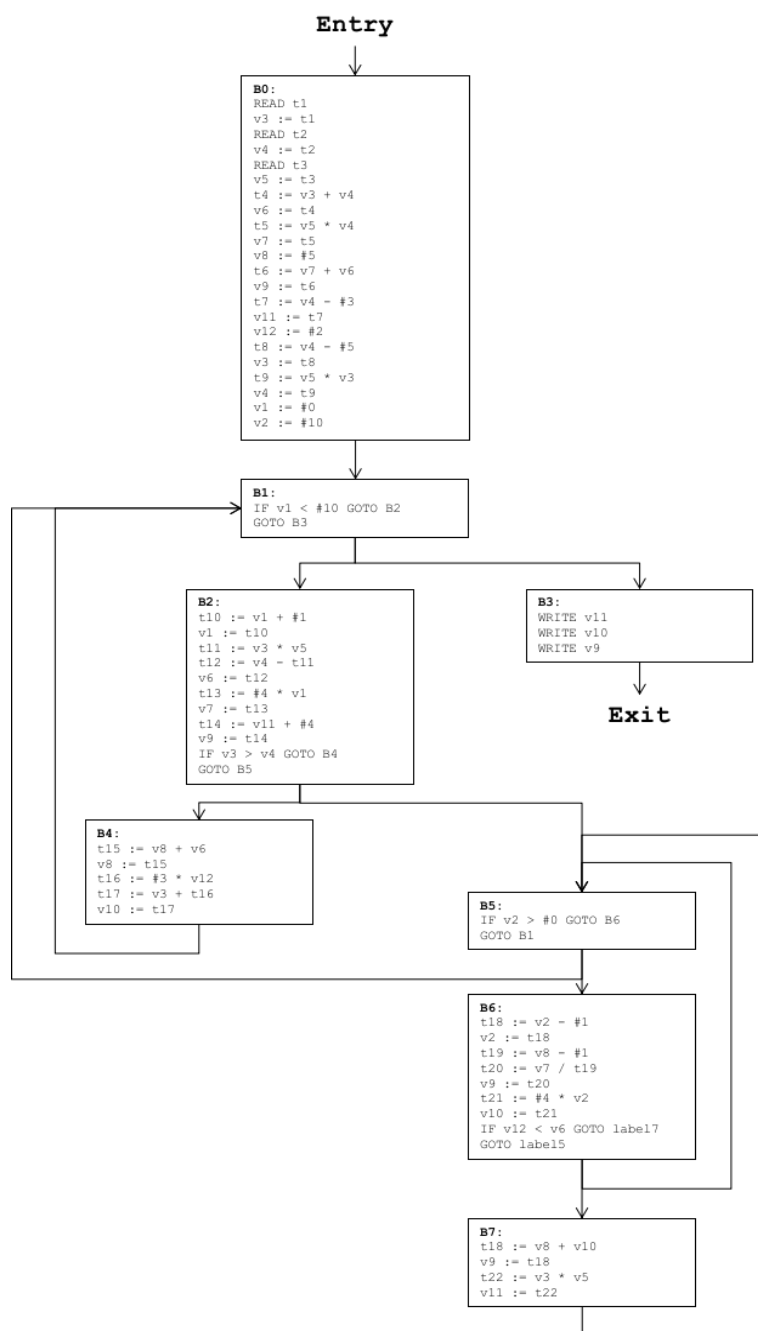 Entry
B0:
READ t1
v3 := t1
READ t2
v4 := t2
READ t3
v5 := t3
t4 := v3 + v4
v6 := t4
t5 := v5 * v4
v7 := t5
v8 := #5
t6 := v7 + v6
v9 := t6
t7 := v4 - #3
v11 := t7
v12 := #2
t8 := v4 - #5
v3 := t8
t9 := v5 * v3
v4 := t9
v1 := #0
v2 := #10
B1:
IF v1 < #10 GOTO B2
GOTO B3
B2:
t10 := v1 + #1
v1 := t10
t11 := v3 * v5
t12 := v4 - t11
v6 := t12
t13 := #4 * v1
v7 := t13
t14 := v11 + #4
v9 := t14
IF v3 > v4 GOTO B4
GOTO B5
B3:
WRITE v11
WRITE v10
WRITE v9
Exit
B4:
t15 := v8 + v6
v8 := t15
t16 := #3 * v12
t17 := v3 + t16
v10 := t17
B5:
IF v2 > #0 GOTO B6
GOTO B1
B6:
t18 := v2 - #1
v2 := t18
t19 := v8 - #1
t20 := v7 / t19
v9 := t20
t21 := #4 * v2
v10 := t21
IF v12 < v6 GOTO label7
GOTO label5
B7:
t18 := v8 + v10
v9 := t18
t22 := v3 * v5
v11 := t22